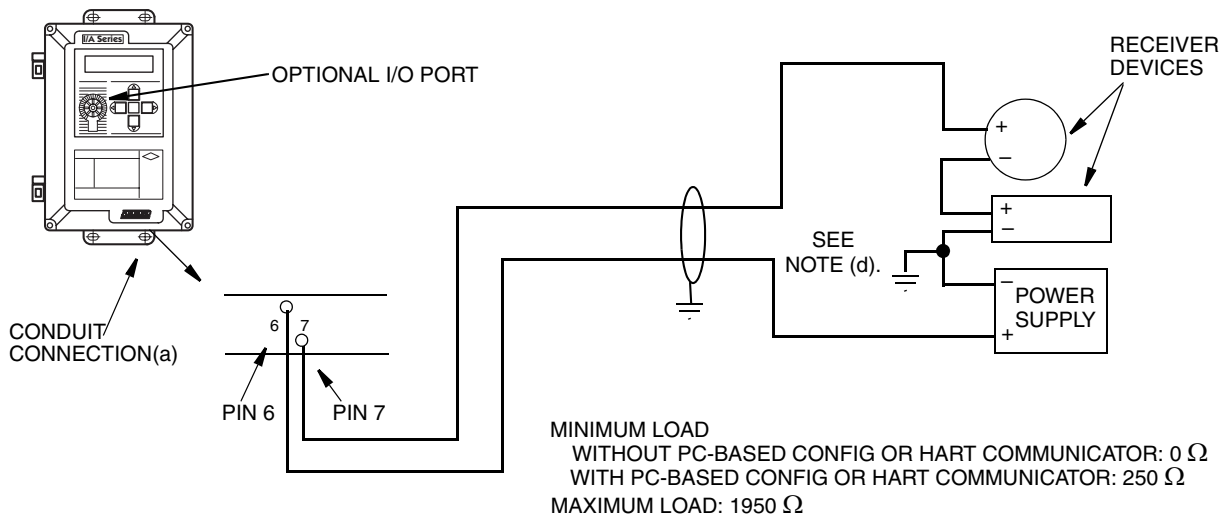 I/A Series
OPTIONAL I/O PORT
CONDUIT
CONNECTION(a)
6
7
PIN 6
PIN 7
SEE
NOTE (d).
RECEIVER
DEVICES
+
−
+
−
−
POWER
SUPPLY
+
MINIMUM LOAD
WITHOUT PC-BASED CONFIG OR HART COMMUNICATOR: 0 Ω
WITH PC-BASED CONFIG OR HART COMMUNICATOR: 250 Ω
MAXIMUM LOAD: 1950 Ω